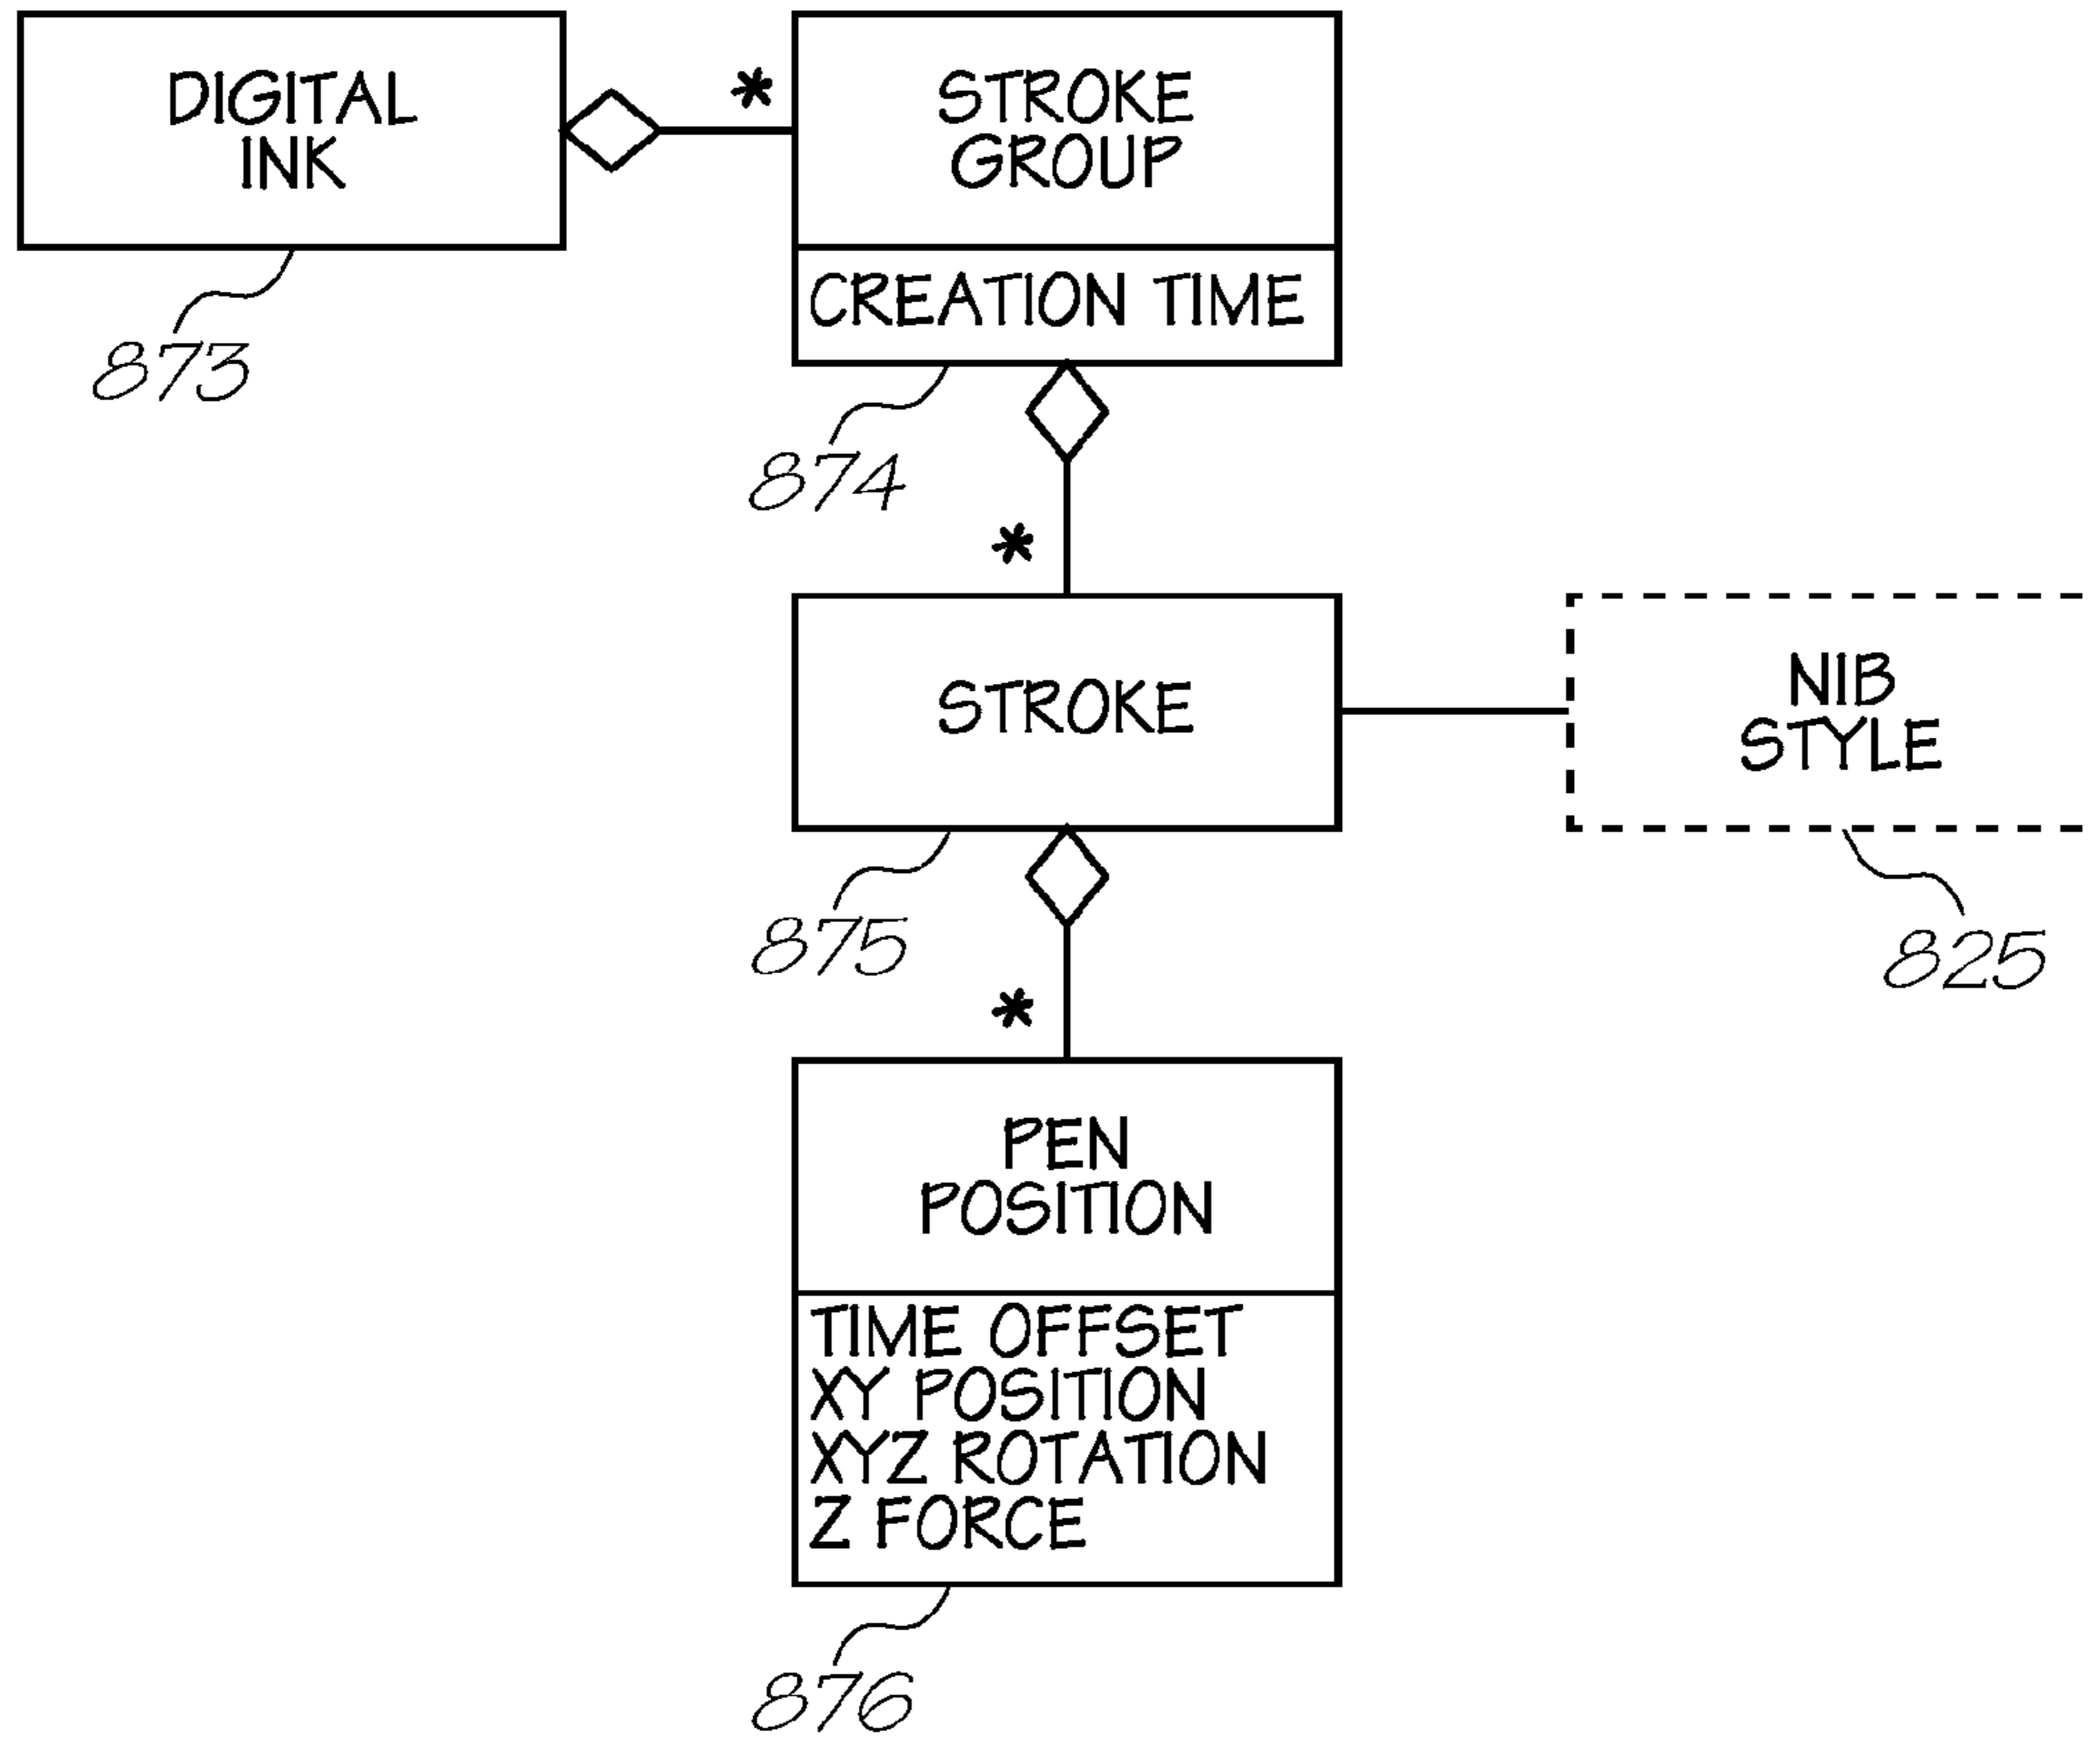 DIGITAL
INK
*
STROKE
GROUP
CREATION TIME
873
874
*
STROKE
NIB
STYLE
875
825
*
PEN
POSITION
TIME OFFSET
XY POSITION
XYZ ROTATION
Z FORCE
876